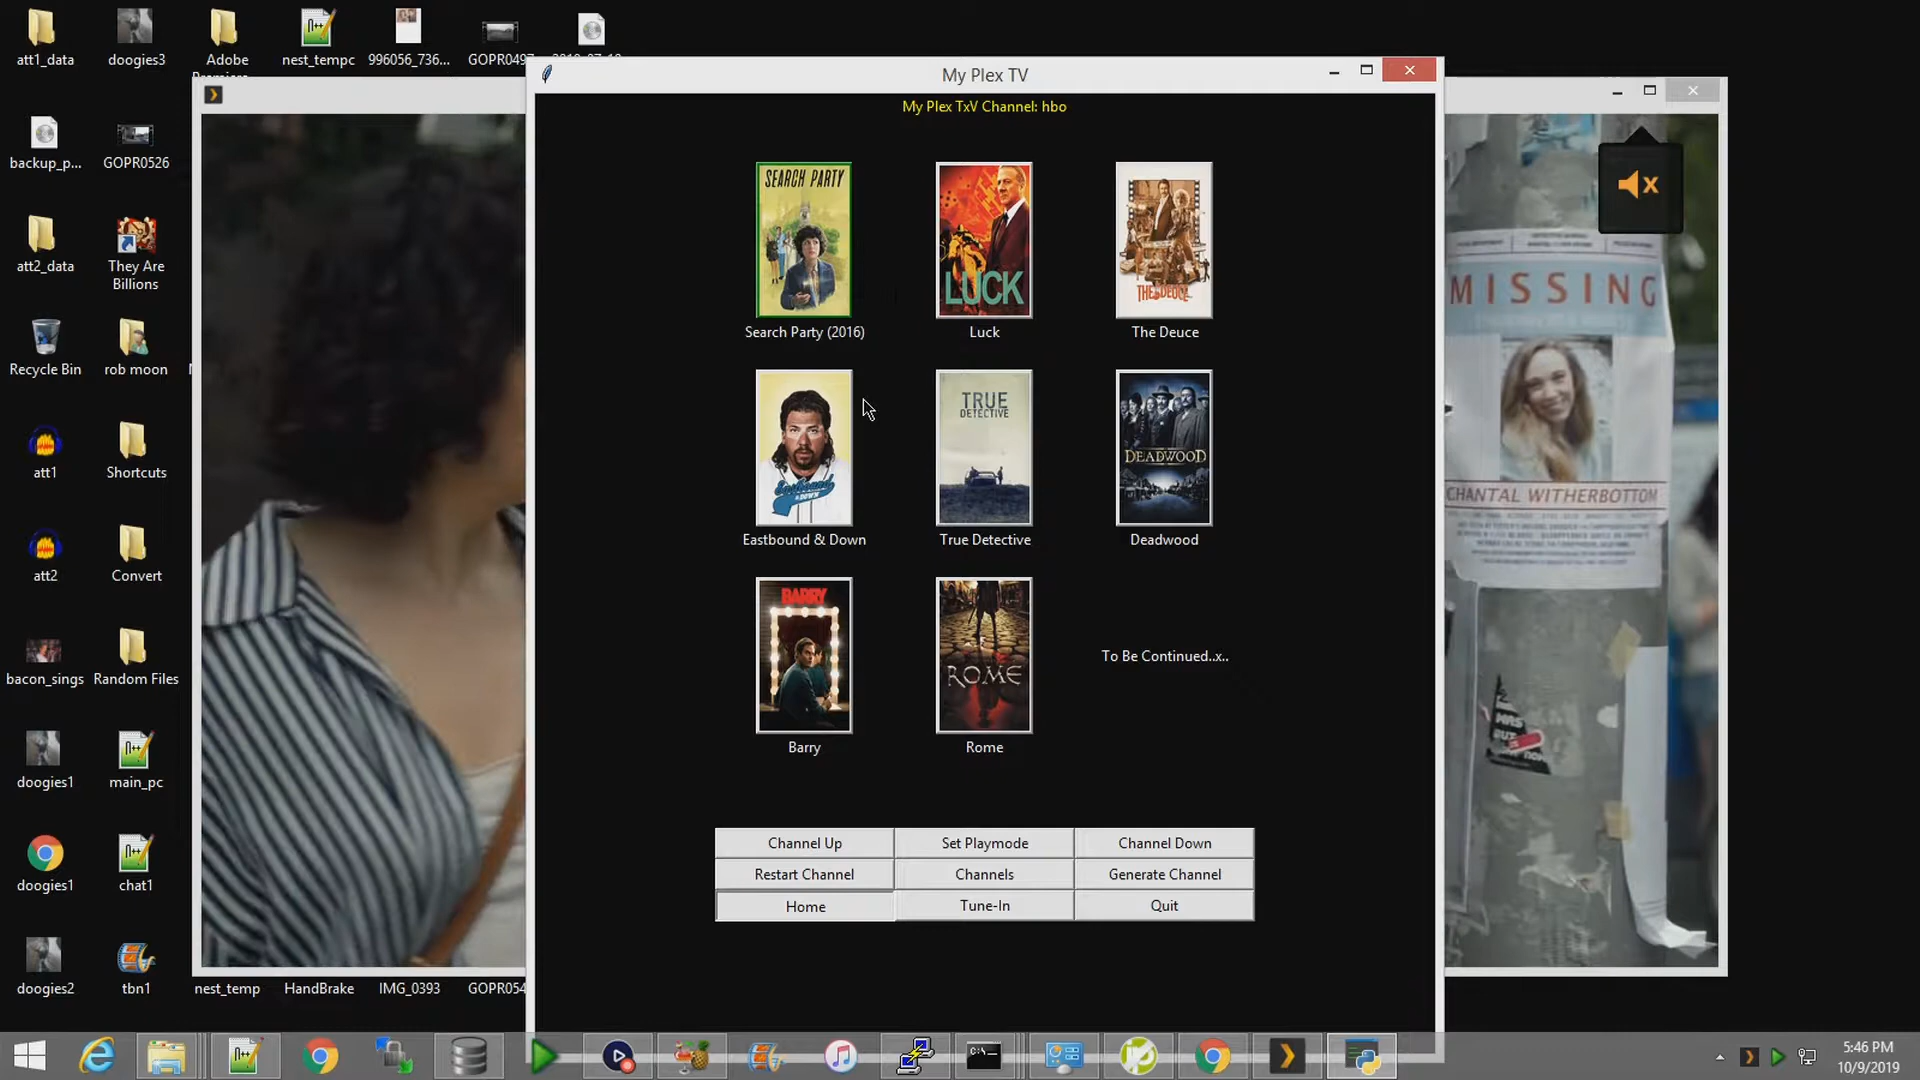 att1_data
doogies3
Adobe
nest_tempc
996056_736...
GOPR049
backup_p...
GOPR0526
att2_data
They Are
Billions
Recycle Bin
rob moon
att1
Shortcuts
att2
Convert
bacon_sings
Random Files
doogies1
main_pc
doogies1
chat1
doogies2
tbn1
nest_temp
HandBrake
IMG_0393
GOPR054
My Plex TV
My Plex TxV Channel: hbo
SEARCH PARTY
LUCK
THE DEUCE
Search Party (2016)
Luck
The Deuce
Eastbound
& DOWN
TRUE
DETECTIVE
DEADWOOD
Eastbound & Down
True Detective
Deadwood
BARRY
ROME
To Be Continued..x..
Barry
Rome
Channel Up
Set Playmode
Channel Down
Restart Channel
Channels
Generate Channel
Home
Tune-In
Quit
MISSING
CHANTAL WITHERBOTTOM
5:46 PM
10/9/2019